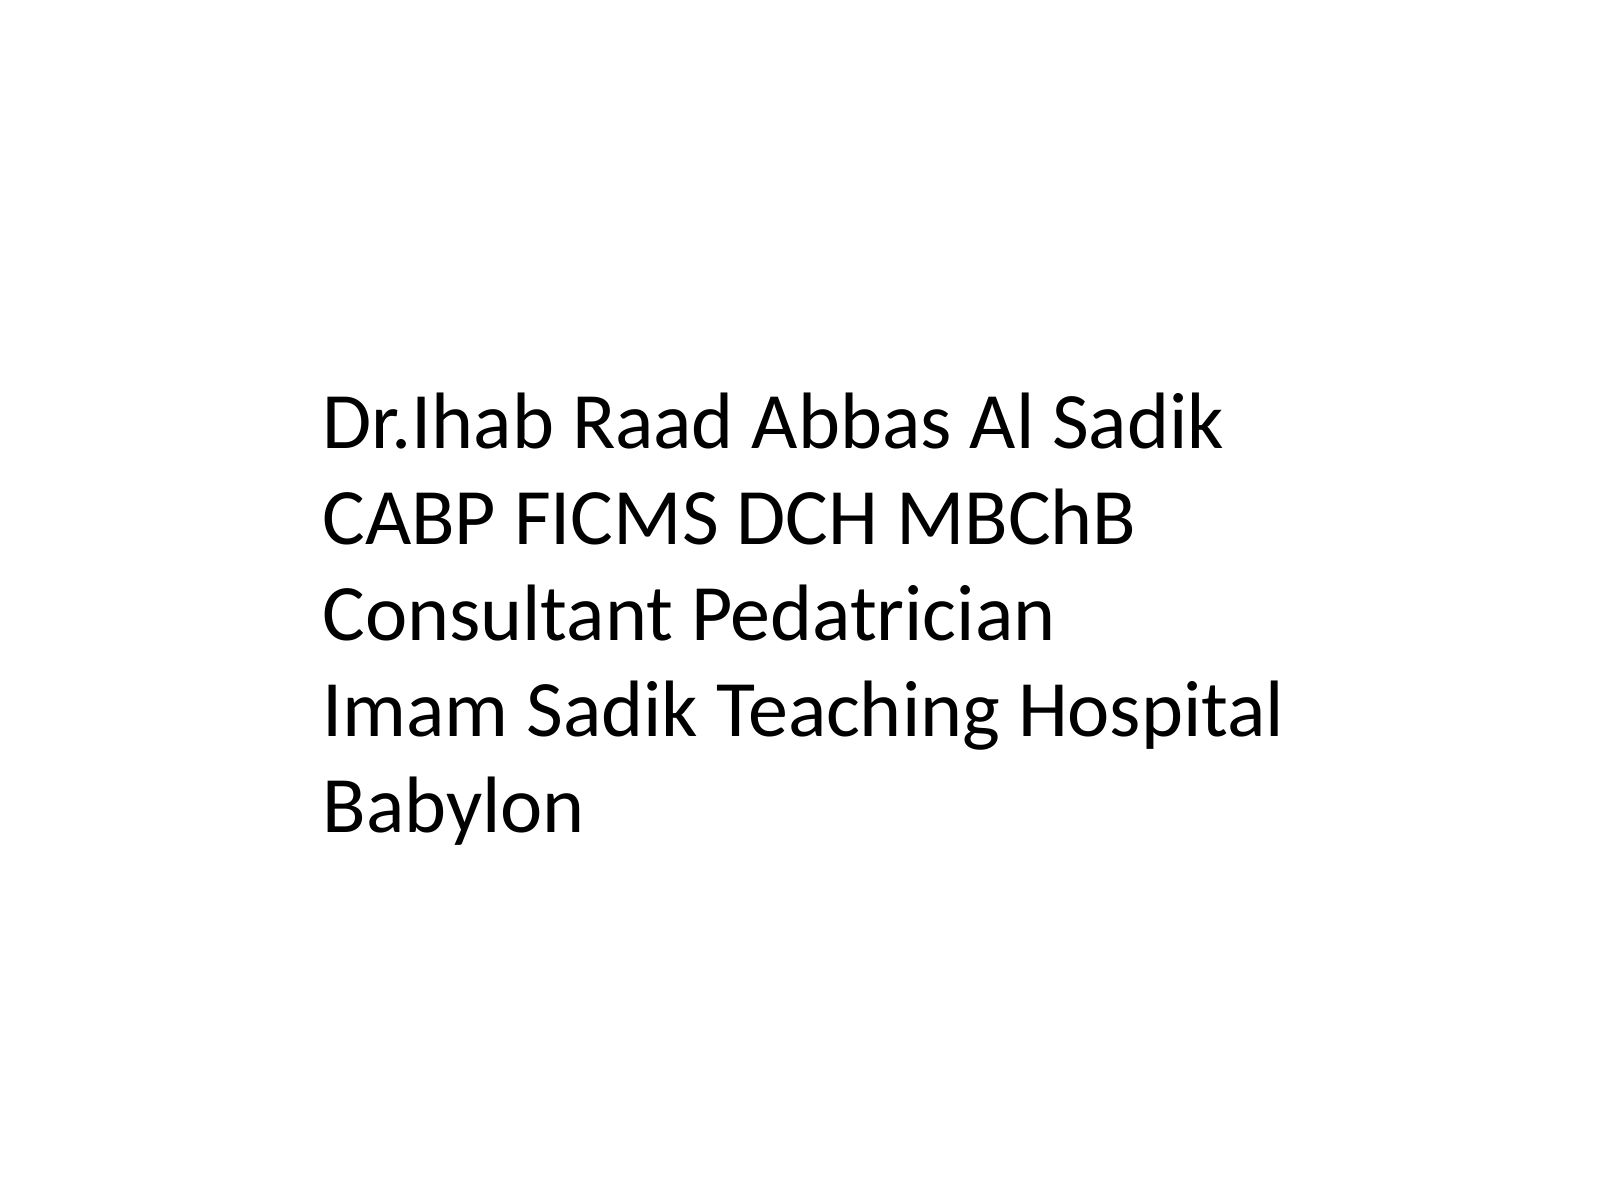 Dr.Ihab Raad Abbas Al Sadik
CABP FICMS DCH MBChB
Consultant Pedatrician
Imam Sadik Teaching Hospital
Babylon